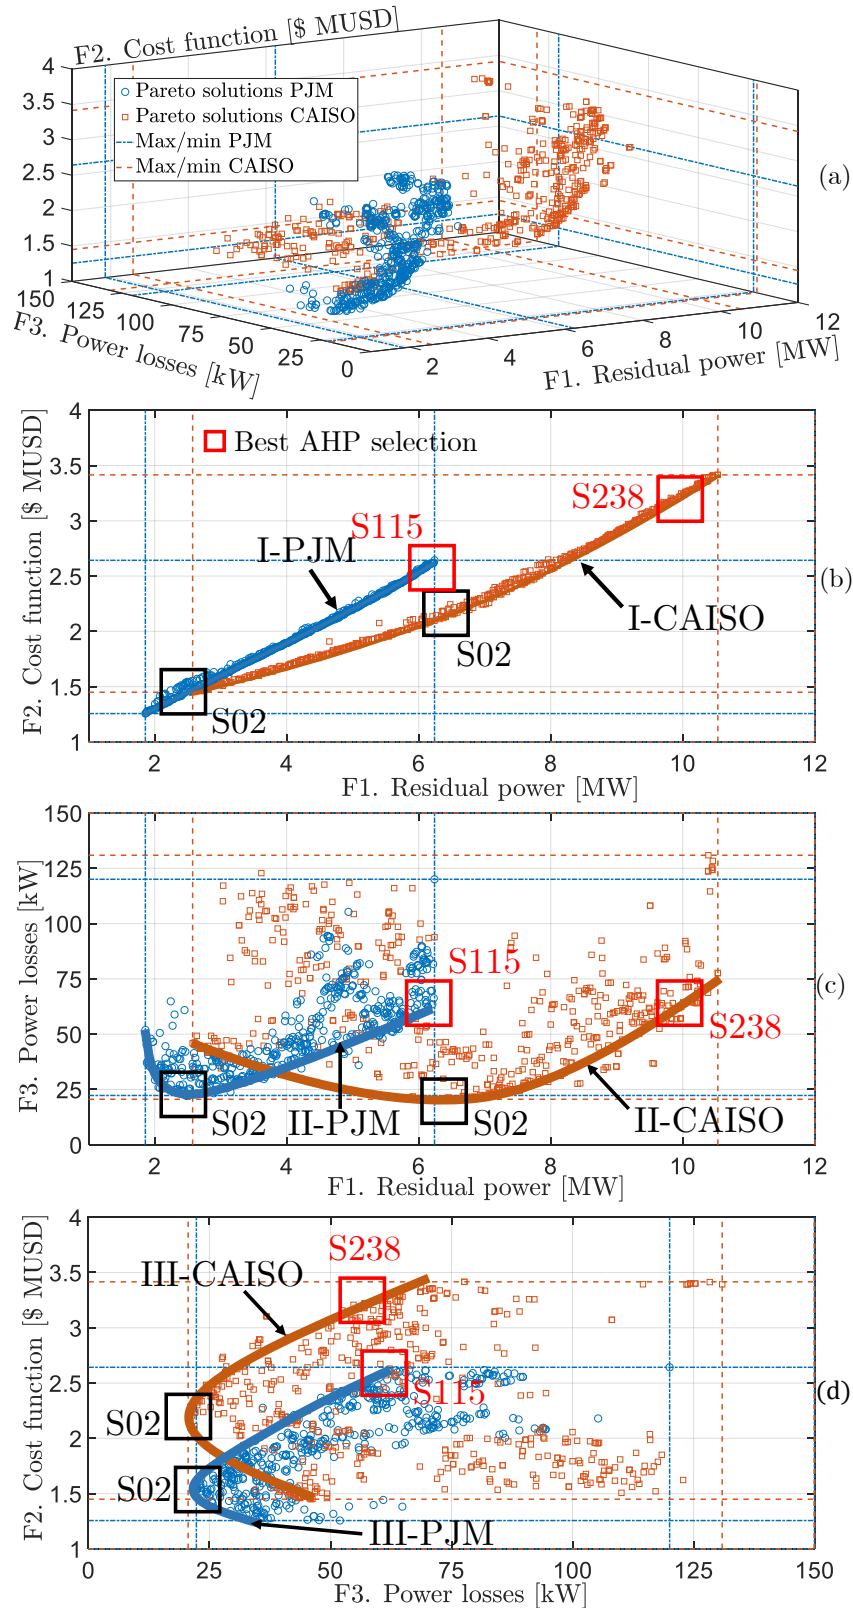 F2. Cost function [$ MUSD]
4
3.5
3
2.5
2
1.5
1
Pareto solutions PJM
Pareto solutions CAISO
Max/min PJM
Max/min CAISO
(a)
150
125
100
75
50
25
0
F3. Power losses [kW]
2
4
6
8
10
12
F1. Residual power [MW]
F2. Cost function [$ MUSD]
4
3.5
3
2.5
2
1.5
1
Best AHP selection
S238
S115
I-PJM
(b)
I-CAISO
S02
S02
2
4
6
8
10
12
F1. Residual power [MW]
F3. Power losses [kW]
150
125
100
75
50
25
0
S115
(c)
S238
S02
II-PJM
S02
II-CAISO
2
4
6
8
10
12
F1. Residual power [MW]
F2. Cost function [$ MUSD]
4
3.5
3
2.5
2
1.5
1
S238
III-CAISO
S115
(d)
S02
S02
III-PJM
0
25
50
75
100
125
150
F3. Power losses [kW]